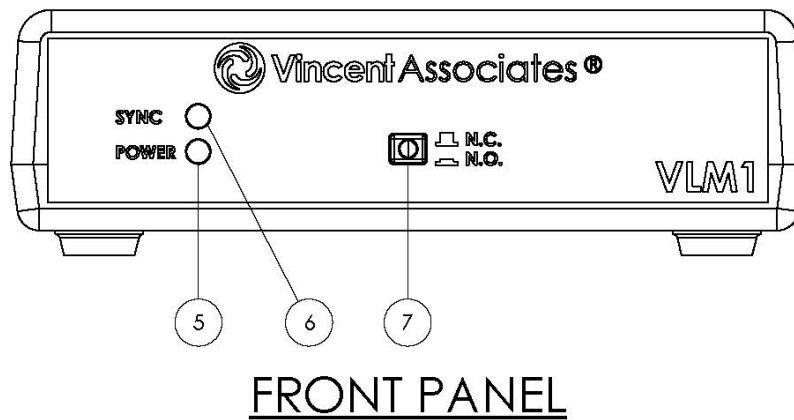 Vincent Associates ®
SYNC
POWER
N.C.
N.O.
VLM1
5
6
7
FRONT PANEL